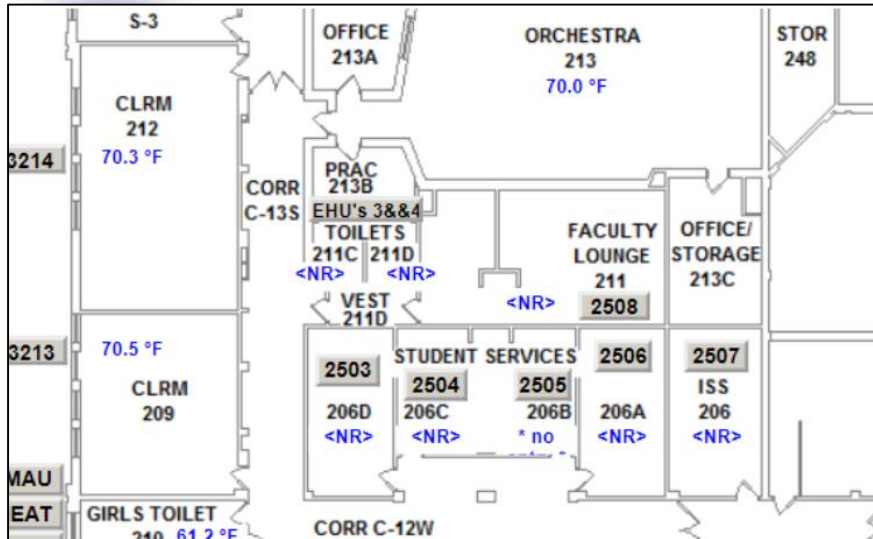 S-3
OFFICE
213A
ORCHESTRA
213
70.0 °F
STOR
248
CLRM
212
70.3 °F
3214
PRAC
213B
CORR
C-13S
EHU's 3&&4
TOILETS
211C 211D
<NR> <NR>
FACULTY
LOUNGE
211
<NR>
2508
OFFICE/
STORAGE
213C
VEST
211D
3213
70.5 °F
CLRM
209
STUDENT SERVICES
2503
2504
2505
2506
2507
ISS
206D
206C
206B
206A
206
<NR>
<NR>
* no
<NR>
<NR>
MAU
EAT
GIRLS TOILET
210 61.2 °F
CORR C-12W